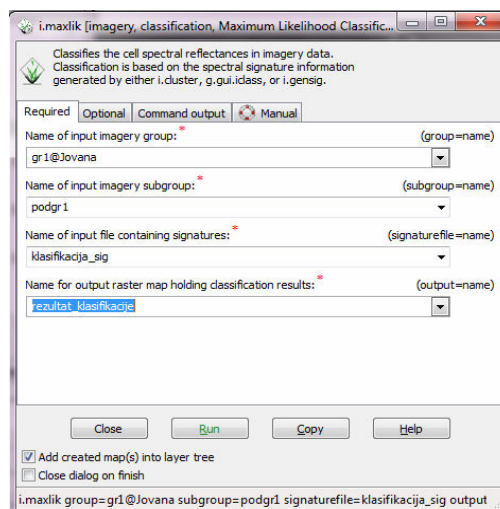 i.maxlik [imagery, classification, Maximum Likelihood Classific...
Classifies the cell spectral reflectances in imagery data.
Classification is based on the spectral signature information
generated by either i.cluster, g.gui.iclass, or i.gensig.
Required Optional Command output Manual
Name of input imagery group:* (group=name)
gr1@Jovana
Name of input imagery subgroup:* (subgroup=name)
podgr1
Name of input file containing signatures:* (signaturefile=name)
klasifikacija_sig
Name for output raster map holding classification results:* (output=name)
rezultat_klasifikacije
Close Run Copy Help
Add created map(s) into layer tree
Close dialog on finish
i.maxlik group=gr1@Jovana subgroup=podgr1 signaturefile=klasifikacija_sig output